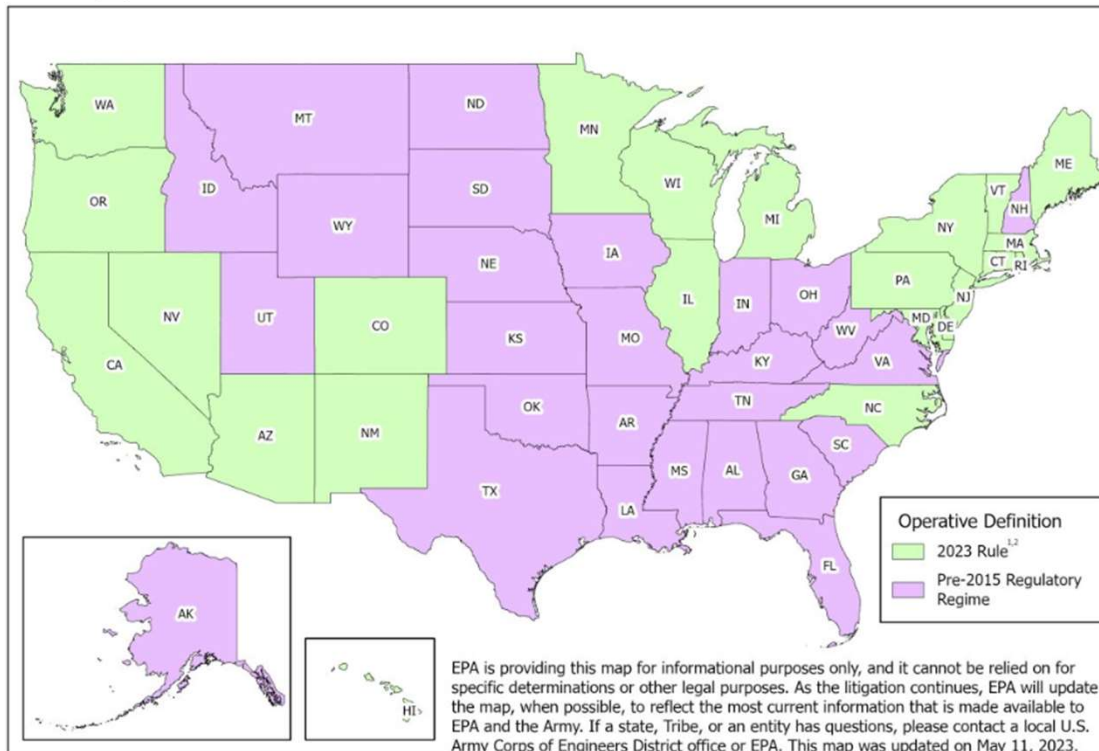 WA
MT
ND
MN
ME
OR
ID
SD
WI
VT
NH
WY
MI
NY
MA
CT RI
NE
IA
PA
NJ
NV
UT
CO
IL
IN
OH
MD
DE
CA
KS
MO
WV
VA
KY
AZ
NM
OK
AR
TN
NC
SC
TX
LA
MS
AL
GA
FL
AK
HI
Operative Definition
2023 Rule1,2
Pre-2015 Regulatory
Regime
EPA is providing this map for informational purposes only, and it cannot be relied on for
specific determinations or other legal purposes. As the litigation continues, EPA will update
the map, when possible, to reflect the most current information that is made available to
EPA and the Army. If a state, Tribe, or an entity has questions, please contact a local U.S.
Army Corps of Engineers District office or EPA. This map was updated on May 11, 2023.